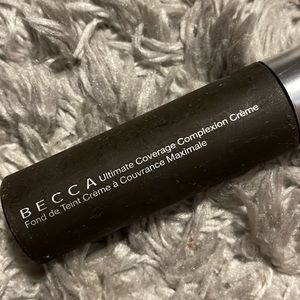 BECCA Ultimate Coverage Complexion Crème
Fond de Teint Crème à Couvrance Maximale